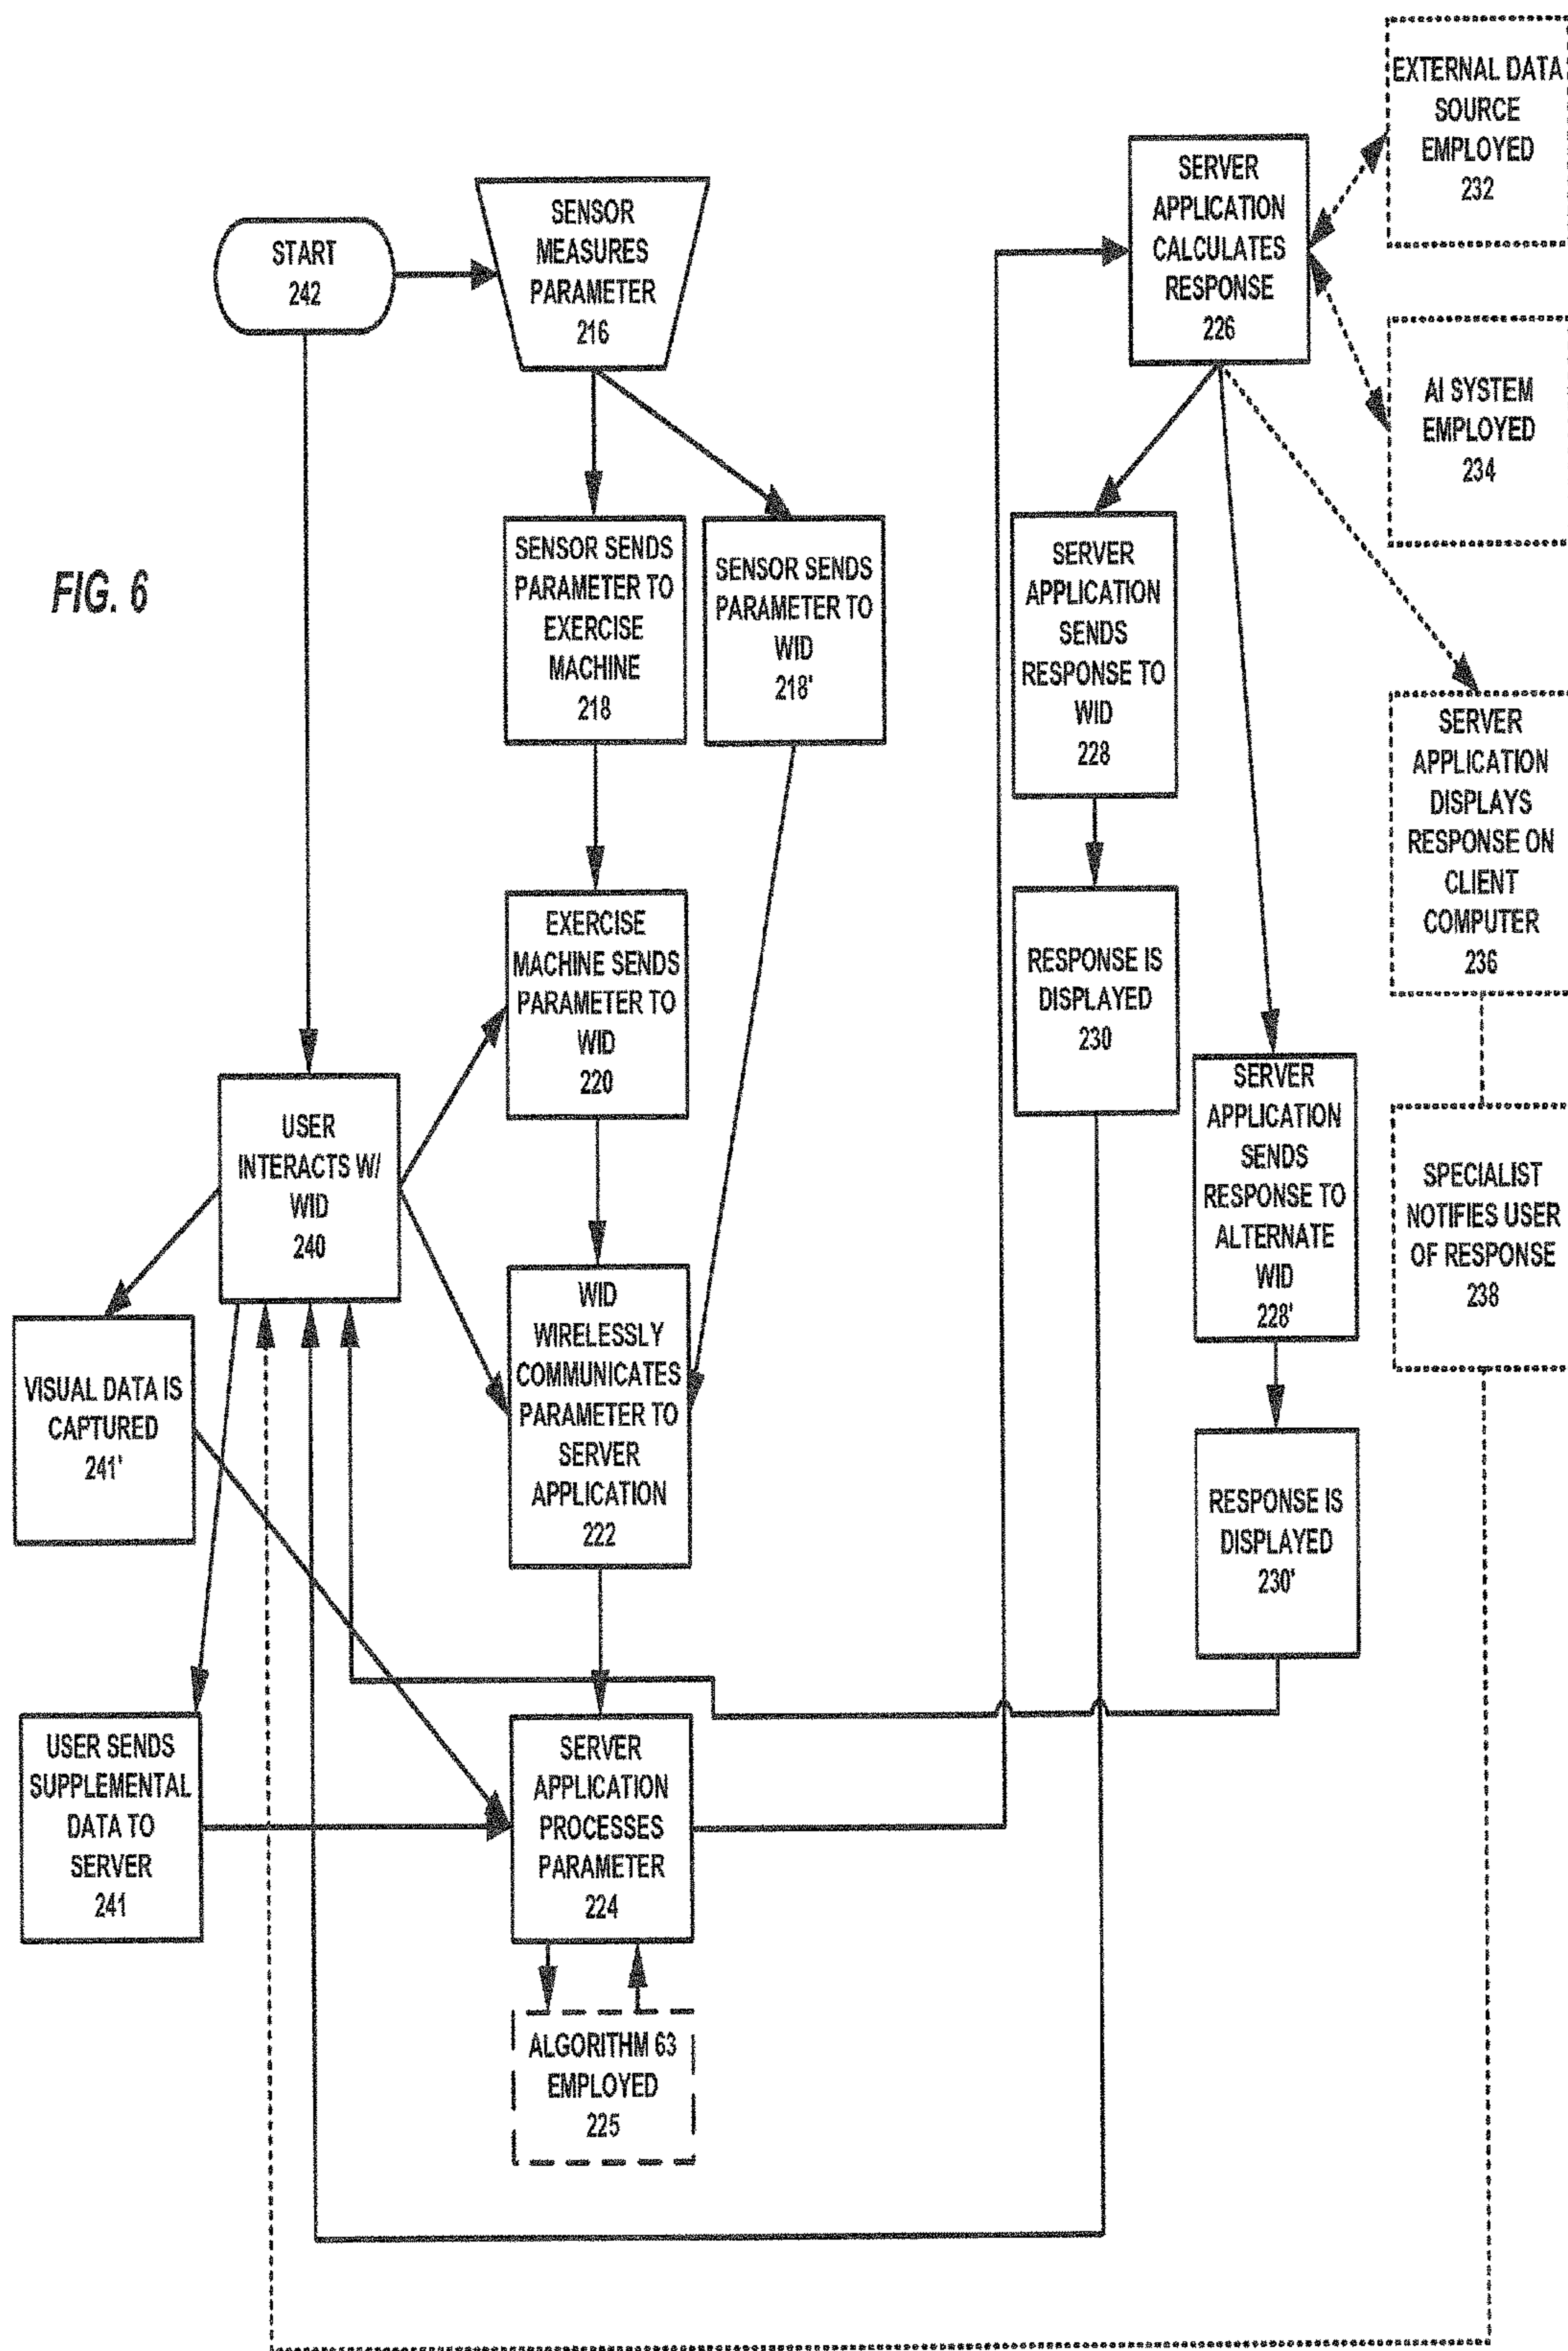 FIG. 6
START
242
SENSOR
MEASURES
PARAMETER
216
SENSOR SENDS
PARAMETER TO
EXERCISE
MACHINE
218
SENSOR SENDS
PARAMETER TO
WID
218'
EXERCISE
MACHINE SENDS
PARAMETER TO
WID
220
USER
INTERACTS W/
WID
240
WID
WIRELESSLY
COMMUNICATES
PARAMETER TO
SERVER
APPLICATION
222
VISUAL DATA IS
CAPTURED
241'
USER SENDS
SUPPLEMENTAL
DATA TO
SERVER
241
SERVER
APPLICATION
PROCESSES
PARAMETER
224
ALGORITHM 63
EMPLOYED
225
SERVER
APPLICATION
CALCULATES
RESPONSE
226
EXTERNAL DATA
SOURCE
EMPLOYED
232
AI SYSTEM
EMPLOYED
234
SERVER
APPLICATION
SENDS
RESPONSE TO
WID
228
RESPONSE IS
DISPLAYED
230
SERVER
APPLICATION
DISPLAYS
RESPONSE ON
CLIENT
COMPUTER
236
SERVER
APPLICATION
SENDS
RESPONSE TO
ALTERNATE
WID
228'
SPECIALIST
NOTIFIES USER
OF RESPONSE
238
RESPONSE IS
DISPLAYED
230'